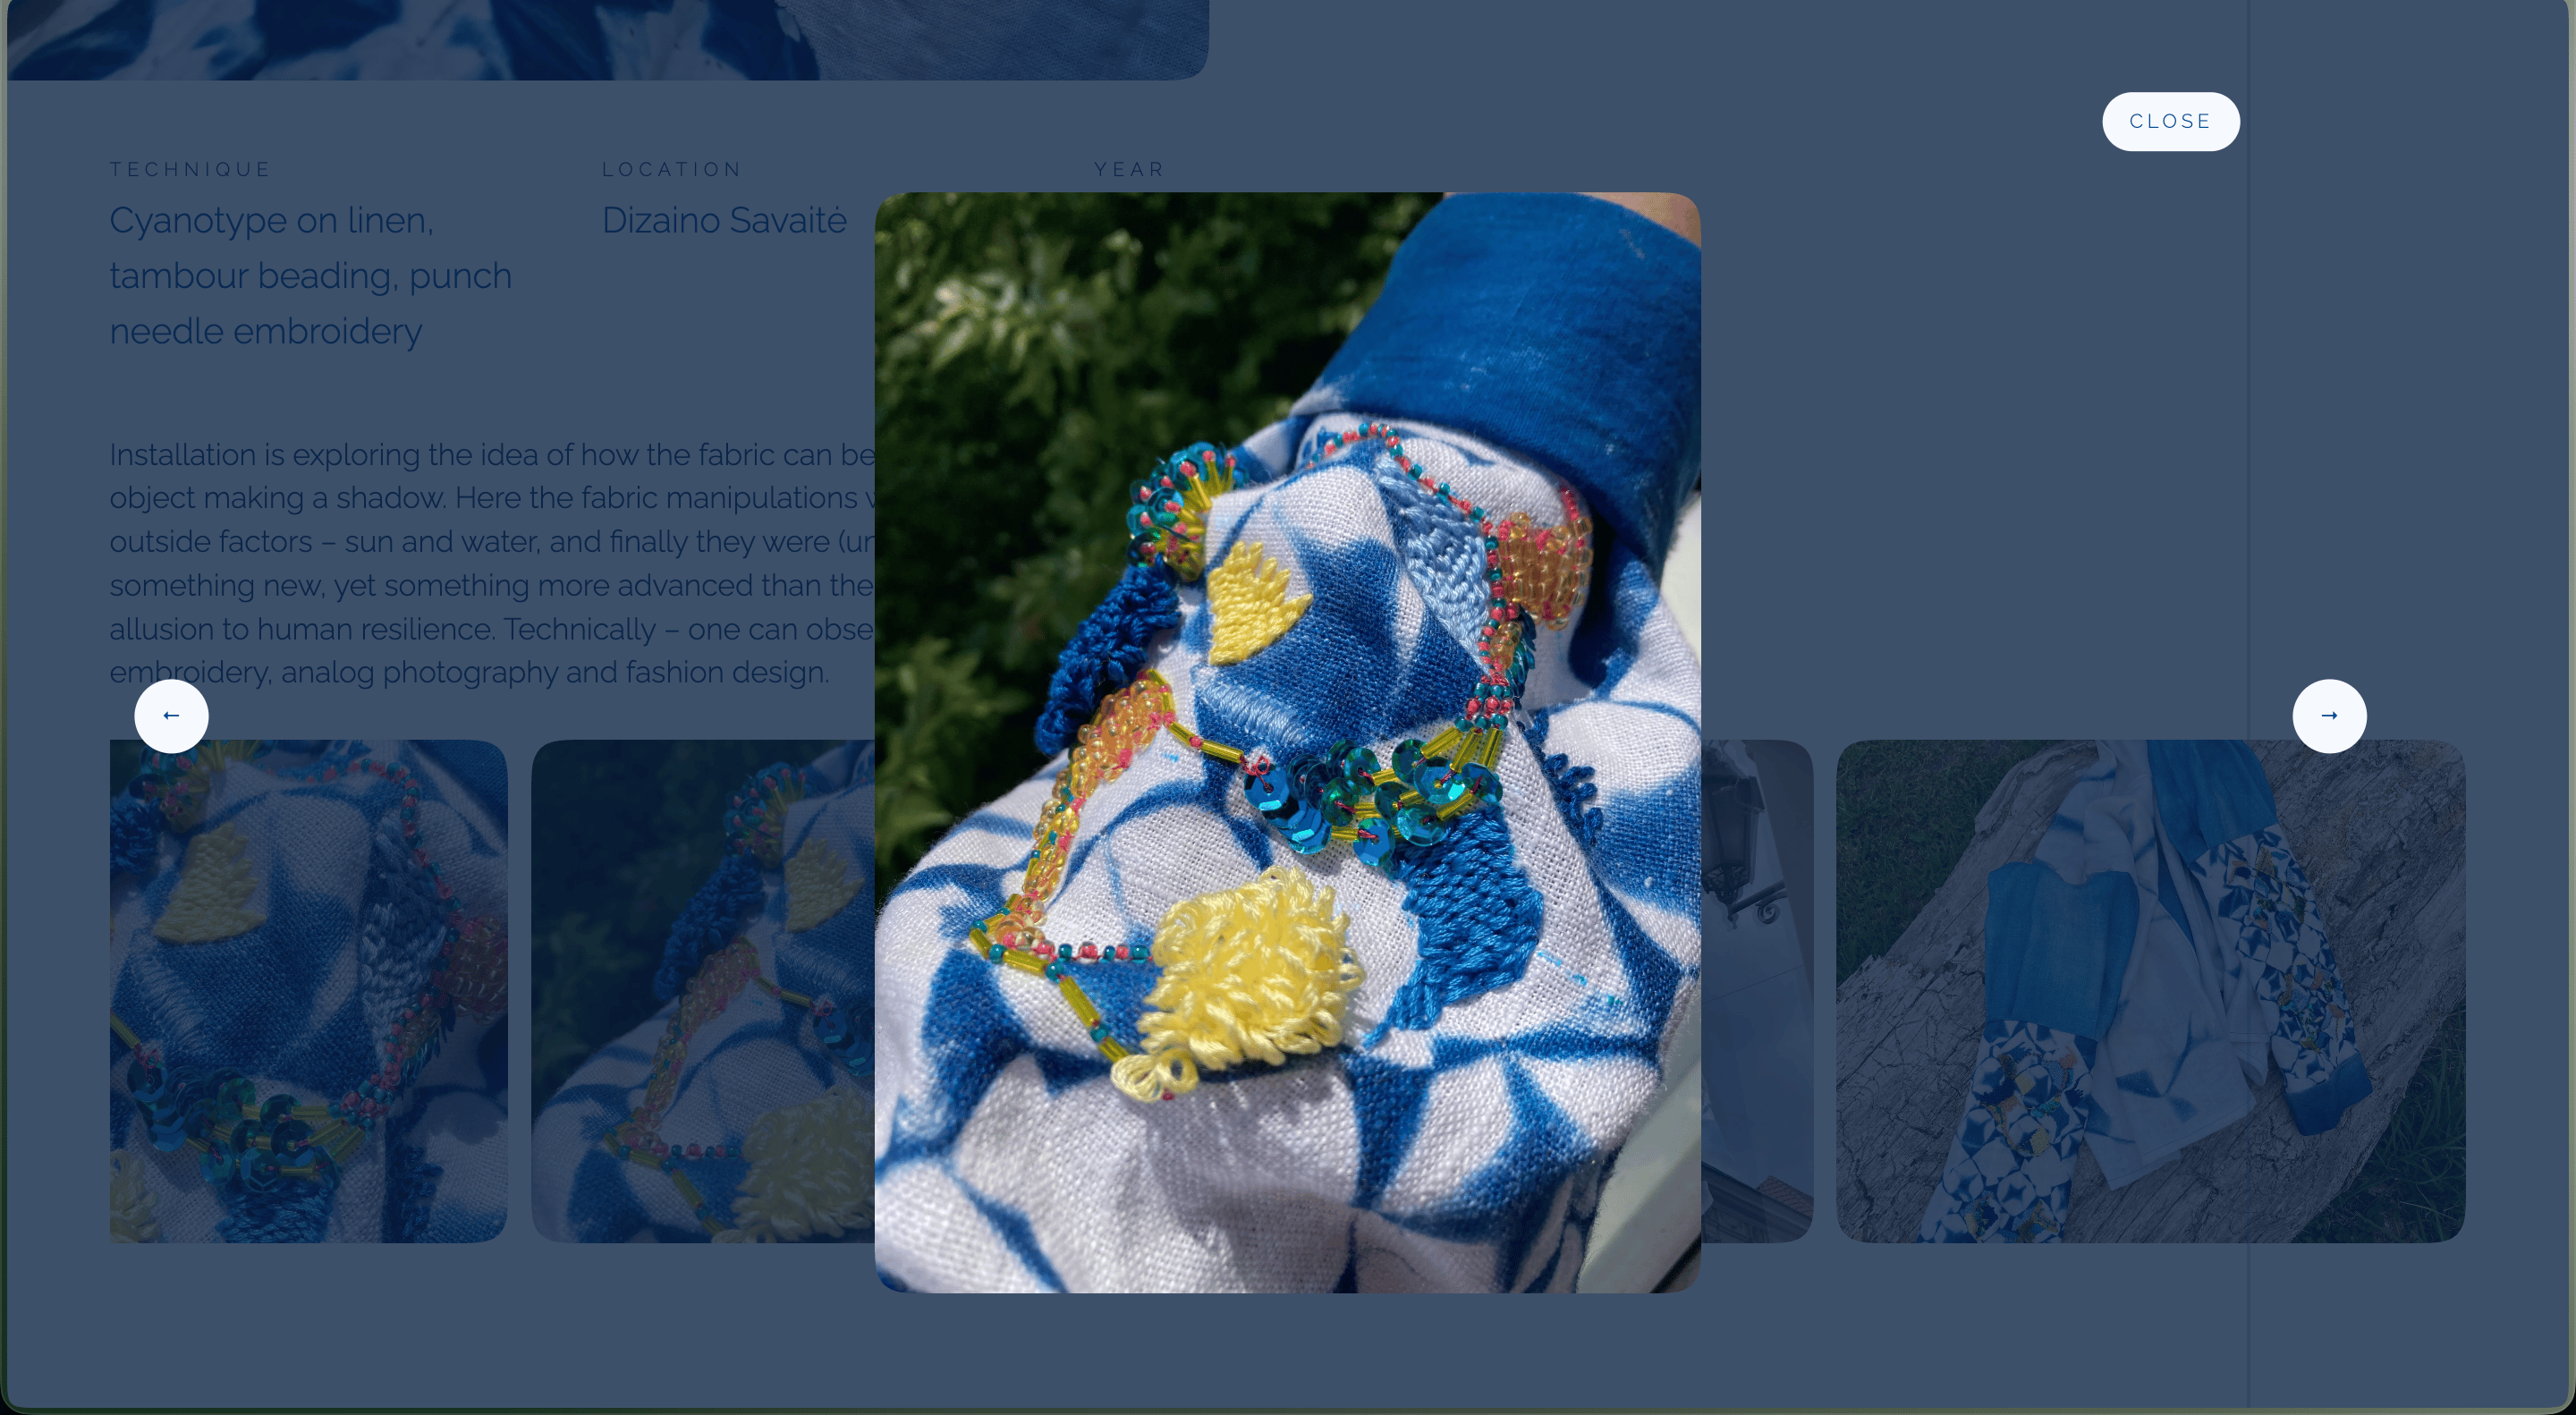 CLOSE
TECHNIQUE
LOCATION
YEAR
Cyanotype on linen,
tambour beading, punch
needle embroidery
Dizaino Savaitė
Installation is exploring the idea of how the fabric can be
object making a shadow. Here the fabric manipulations
outside factors – sun and water, and finally they were
something new, yet something more advanced than the
allusion to human resilience. Technically – one can
embroidery, analog photography and fashion design.
← →